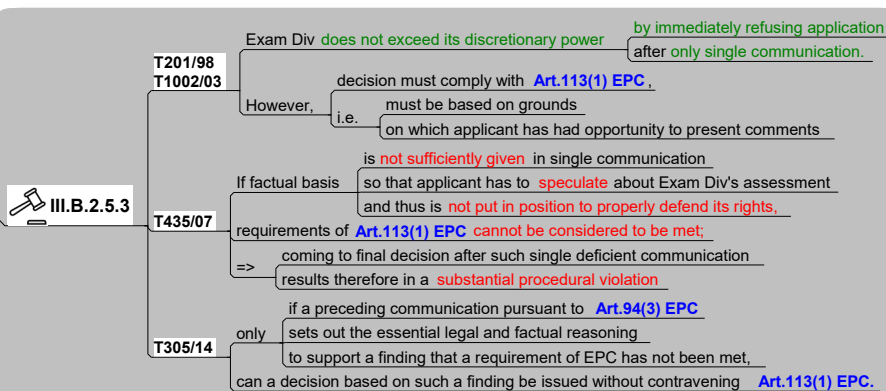 III.B.2.5.3
T201/98
T1002/03
Exam Div does not exceed its discretionary power
by immediately refusing application
after only single communication.
However,
decision must comply with Art.113(1) EPC,
i.e.
must be based on grounds
on which applicant has had opportunity to present comments
T435/07
If factual basis
is not sufficiently given in single communication
so that applicant has to speculate about Exam Div's assessment
and thus is not put in position to properly defend its rights,
requirements of Art.113(1) EPC cannot be considered to be met;
=>
coming to final decision after such single deficient communication
results therefore in a substantial procedural violation
T305/14
only
if a preceding communication pursuant to Art.94(3) EPC
sets out the essential legal and factual reasoning
to support a finding that a requirement of EPC has not been met,
can a decision based on such a finding be issued without contravening Art.113(1) EPC.